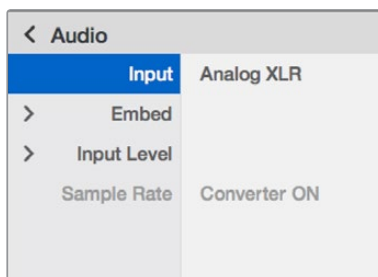 < Audio
Input Analog XLR
> Embed
> Input Level
Sample Rate Converter ON